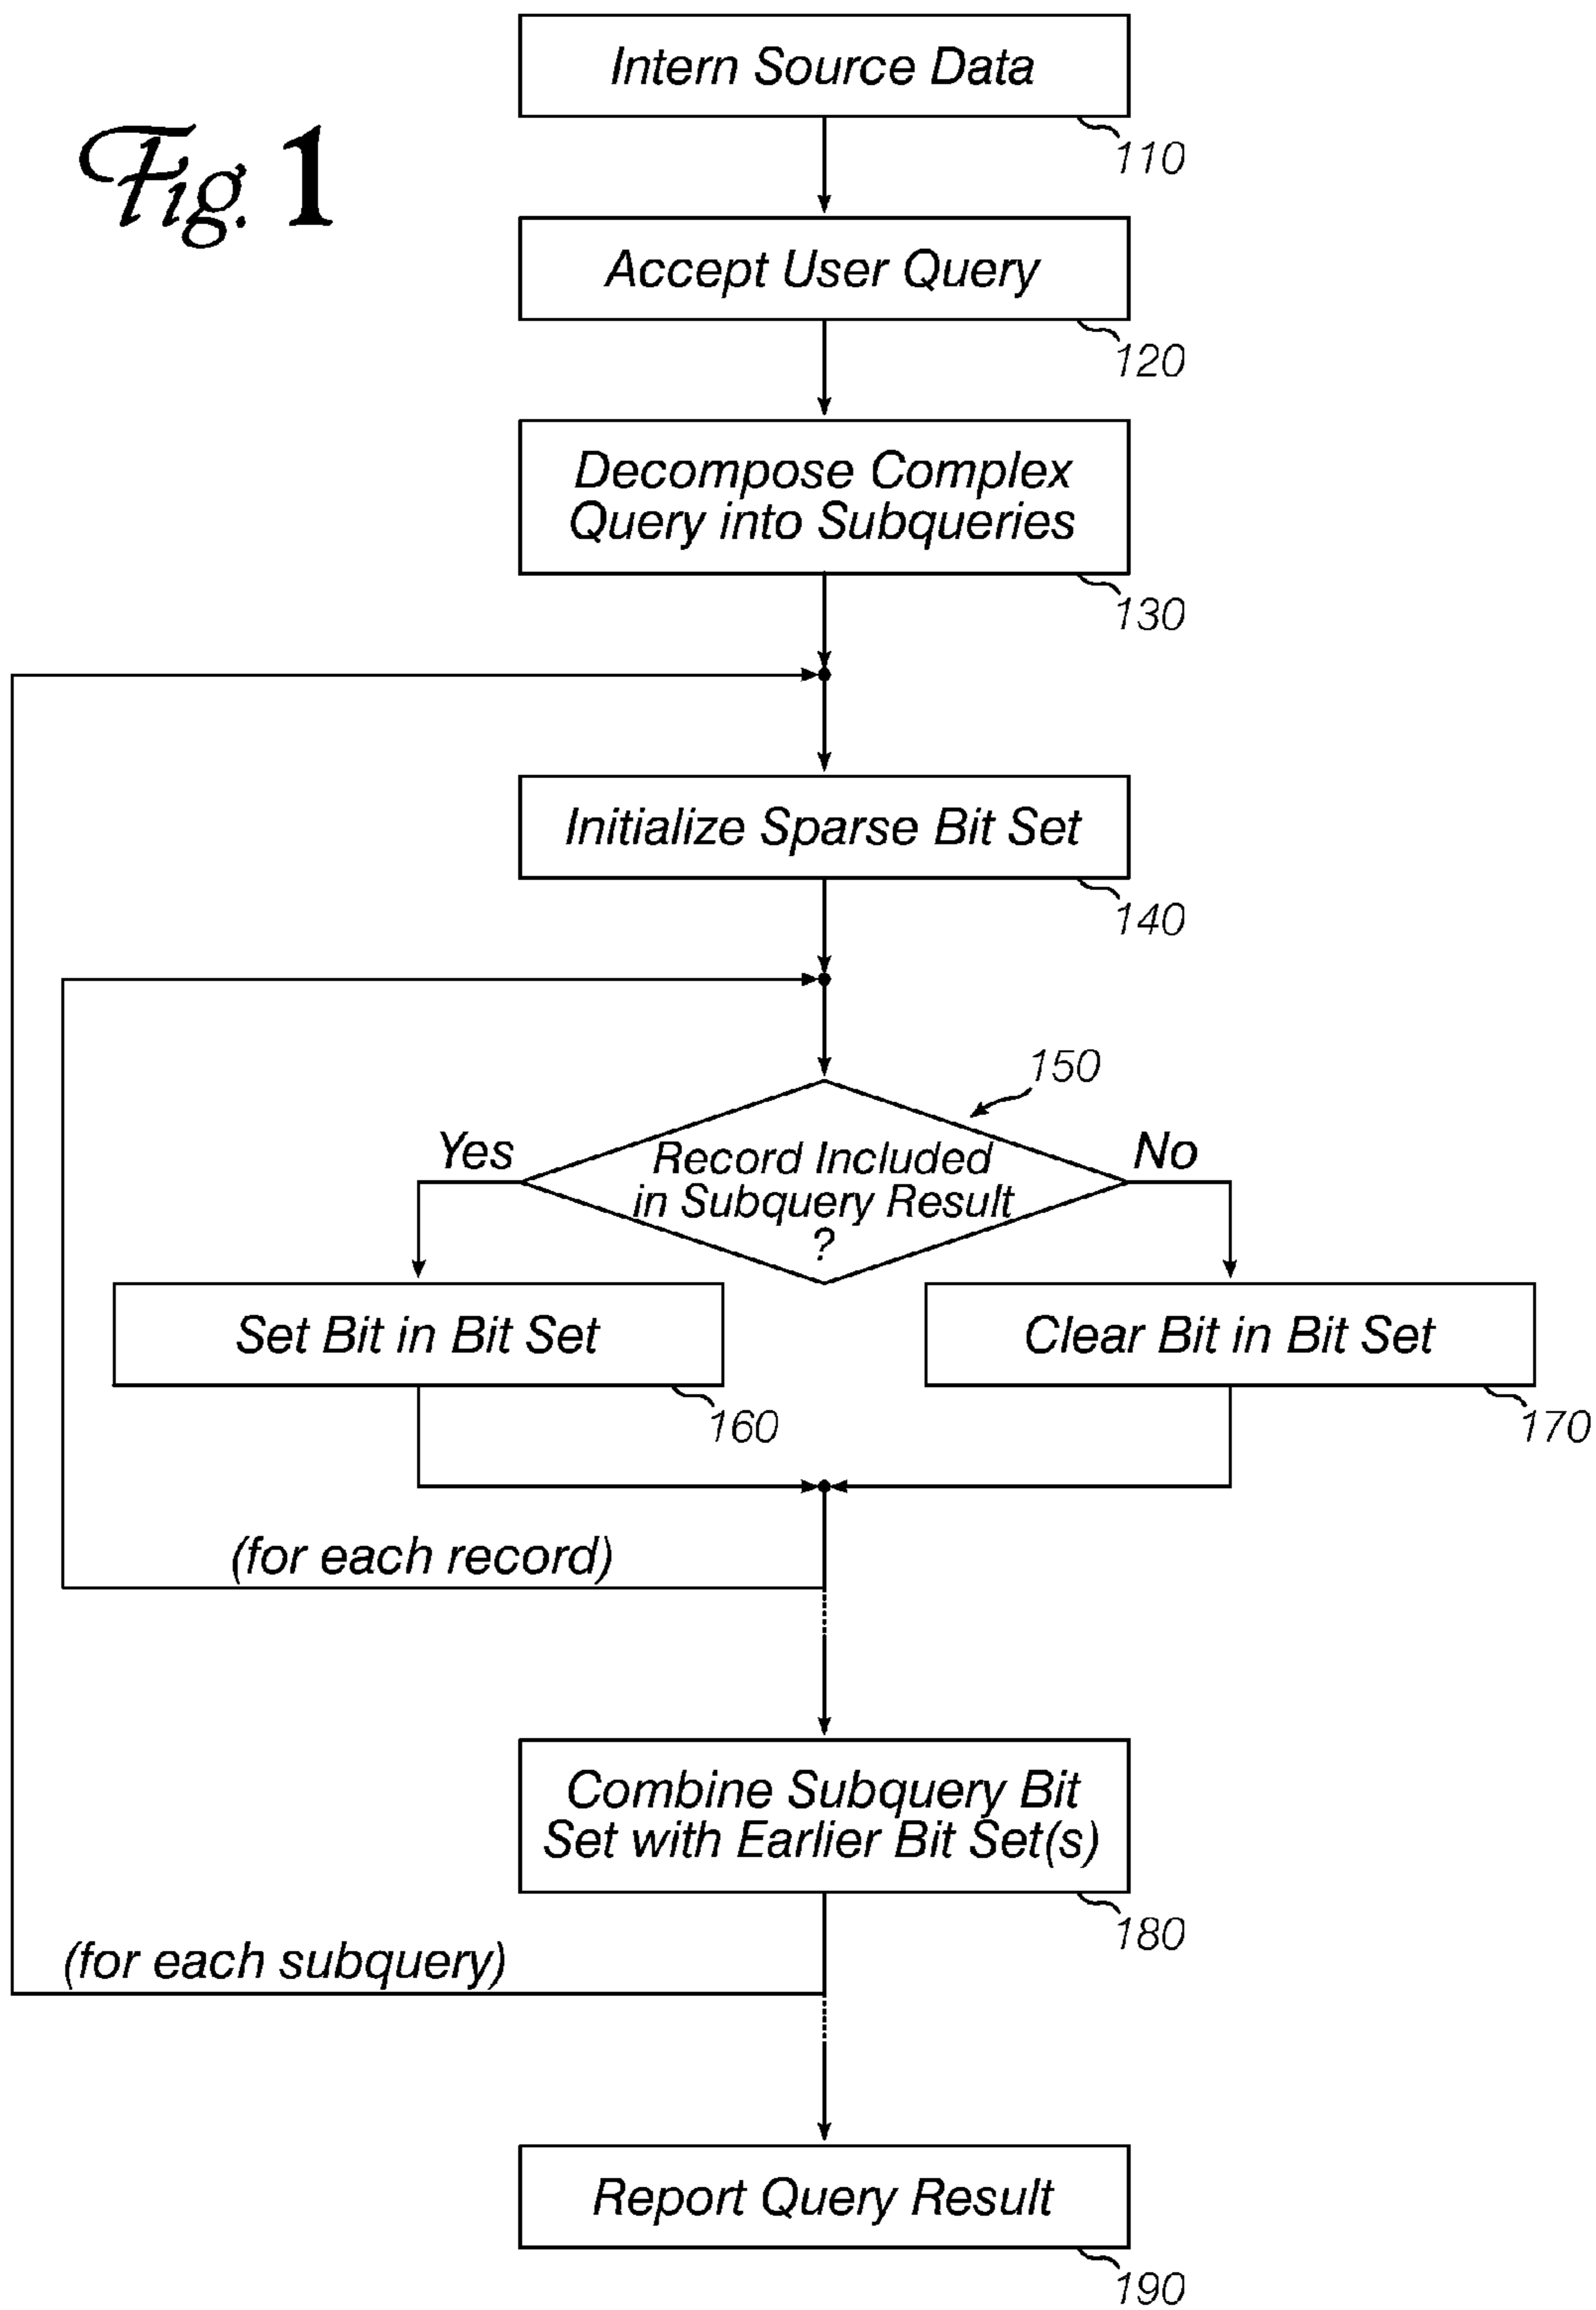 Fig. 1
Intern Source Data
110
Accept User Query
120
Decompose Complex
Query into Subqueries
130
Initialize Sparse Bit Set
140
150
Yes
Record Included
in Subquery Result
?
No
Set Bit in Bit Set
160
Clear Bit in Bit Set
170
(for each record)
Combine Subquery Bit
Set with Earlier Bit Set(s)
180
(for each subquery)
Report Query Result
190